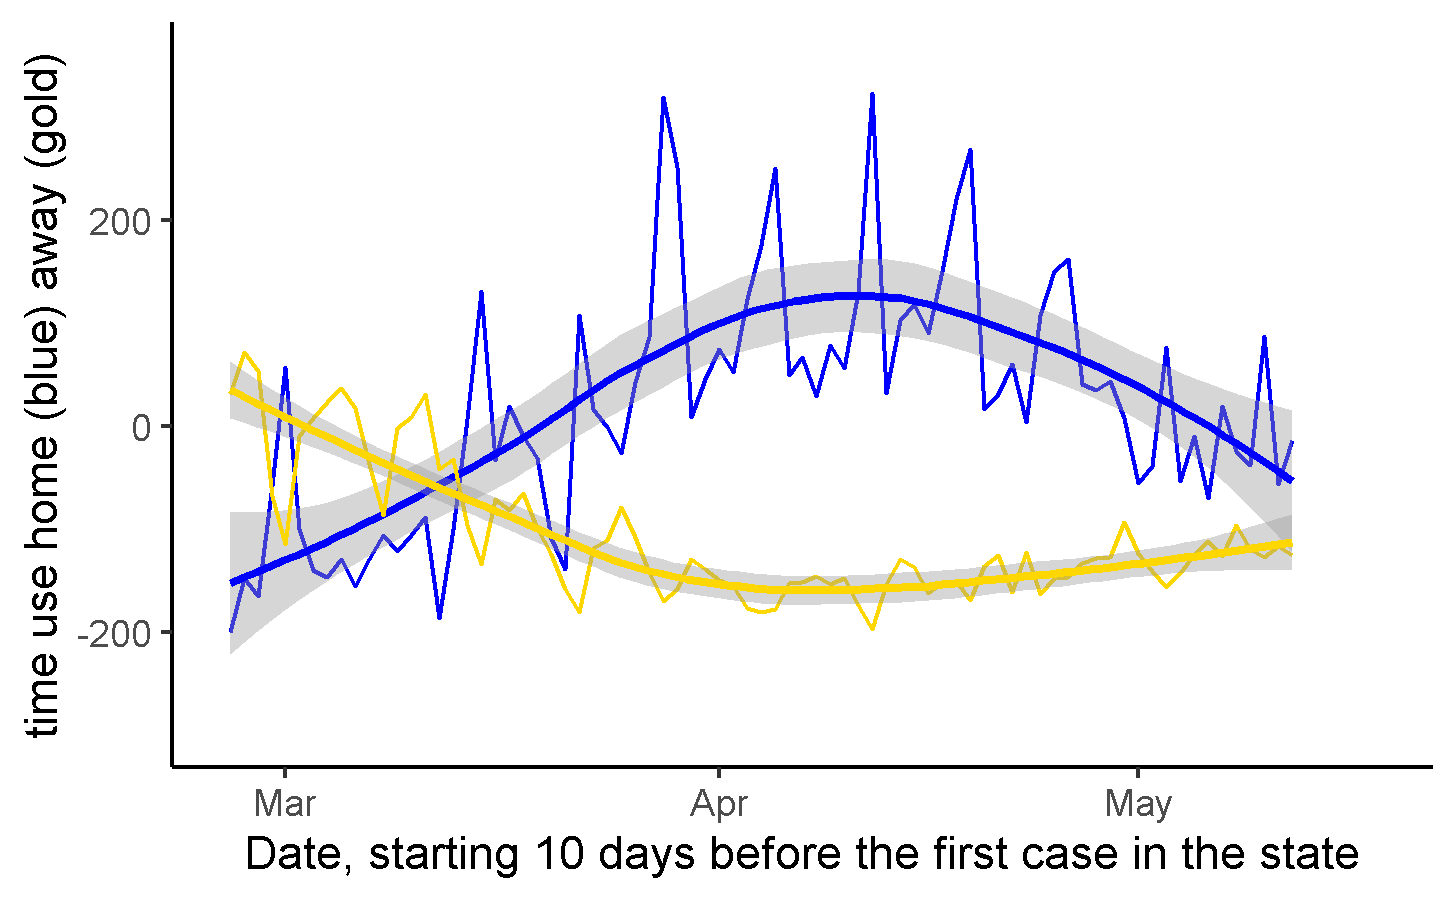 time use home (blue) away (gold)
200
0
-200
Mar
Apr
May
Date, starting 10 days before the first case in the state